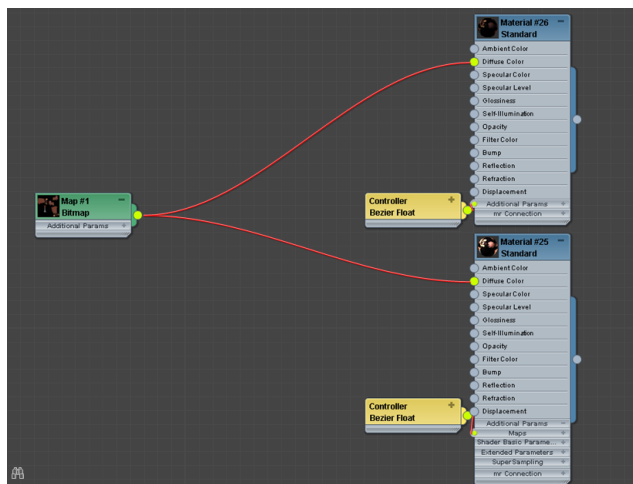 Material #26
Standard
Ambient Color
Diffuse Color
Specular Color
Specular Level
Glossiness
Self-Illumination
Opacity
Filter Color
Bump
Reflection
Refraction
Displacement
Additional Params
mr Connection
Map #1
Bitmap
Additional Params
Controller
Bezier Float
Material #25
Standard
Ambient Color
Diffuse Color
Specular Color
Specular Level
Glossiness
Self-Illumination
Opacity
Filter Color
Bump
Reflection
Refraction
Displacement
Additional Params
Maps
Shader Basic Parame...
Extended Parameters
SuperSampling
mr Connection
Controller
Bezier Float